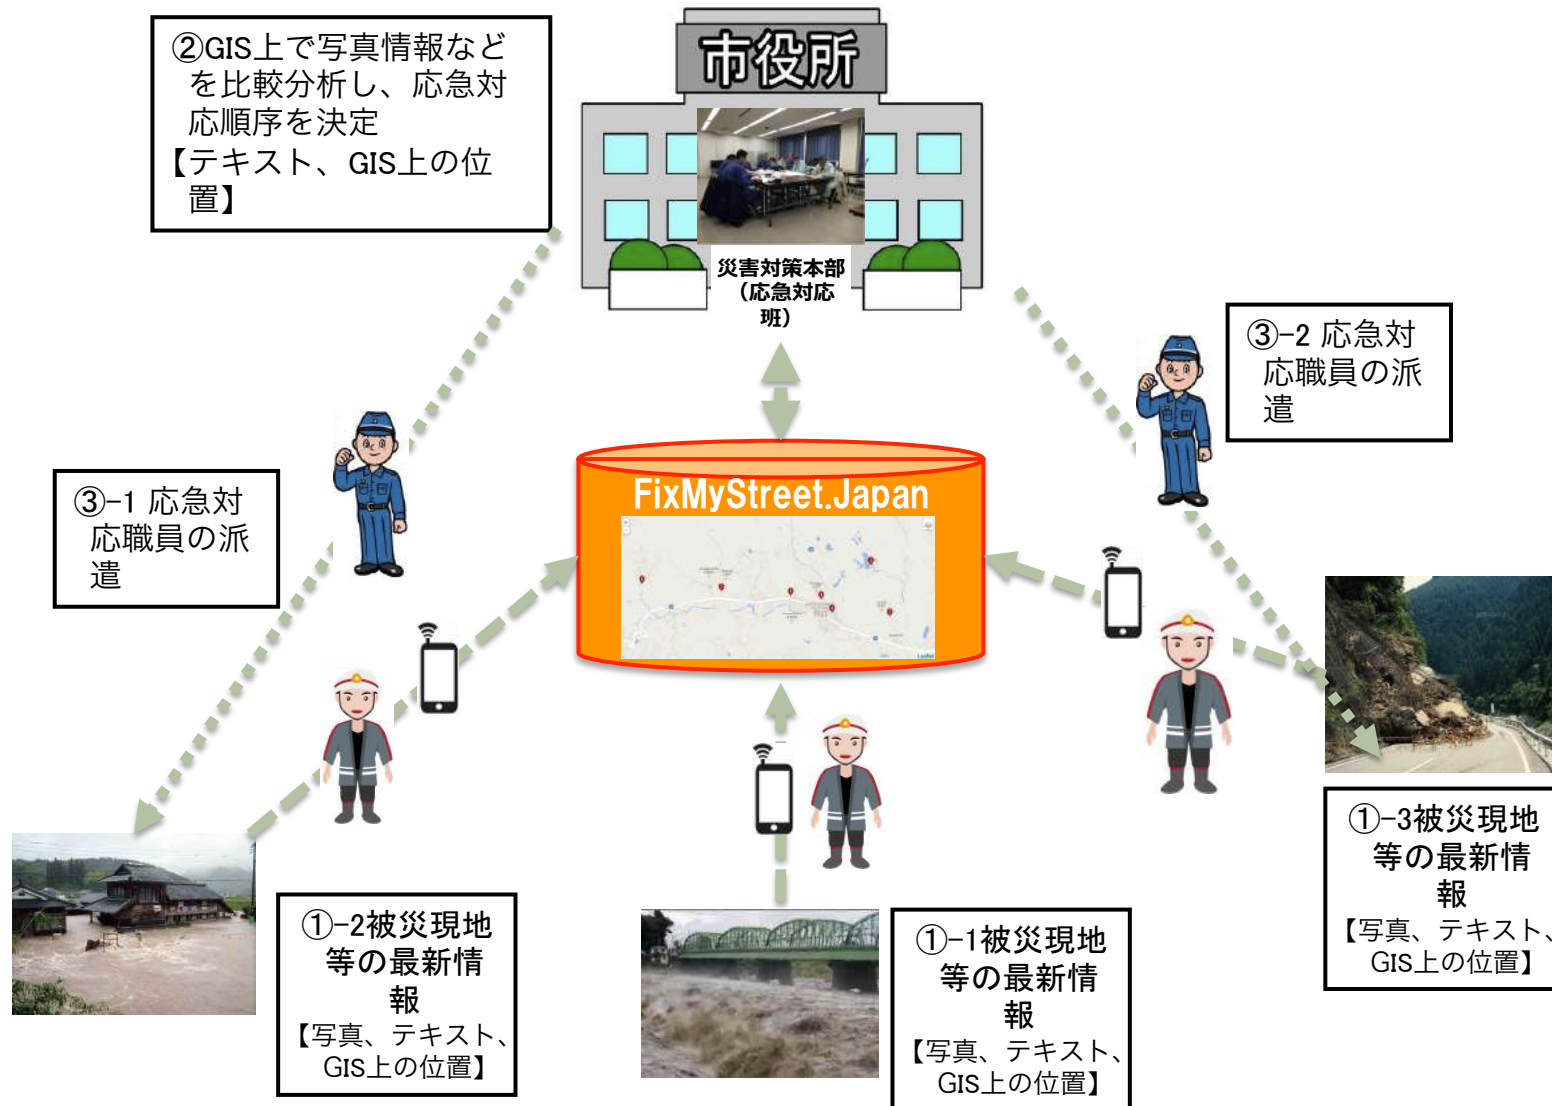 ②GIS上で写真情報など
を比較分析し、応急対
応順序を決定
【テキスト、GIS上の位
置】
市役所
災害対策本部
（応急対応
班）
③-2 応急対
応職員の派
遣
③-1 応急対
応職員の派
遣
FixMyStreet.Japan
Leaflet
①-3被災現地
等の最新情
報
【写真、テキスト、
GIS上の位置】
①-2被災現地
等の最新情
報
【写真、テキスト、
GIS上の位置】
①-1被災現地
等の最新情
報
【写真、テキスト、
GIS上の位置】